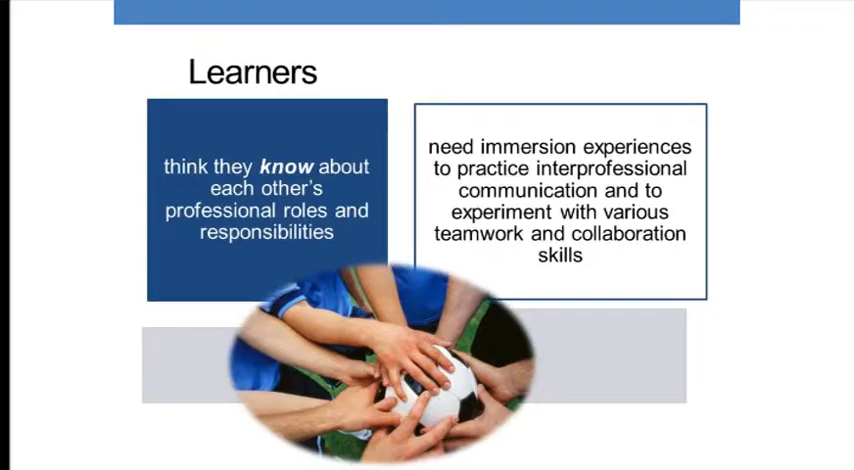 Learners
think they know about
each other's
professional roles and
responsibilities
need immersion experiences
to practice interprofessional
communication and to
experiment with various
teamwork and collaboration
skills